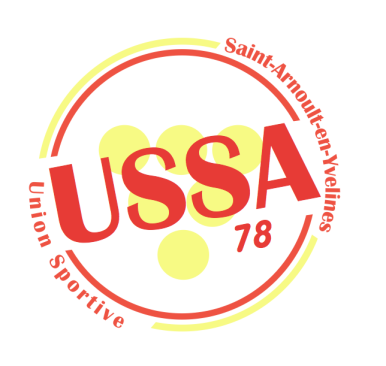 Saint-Arnoult-en-Yvelines
USSA
78
Union Sportive